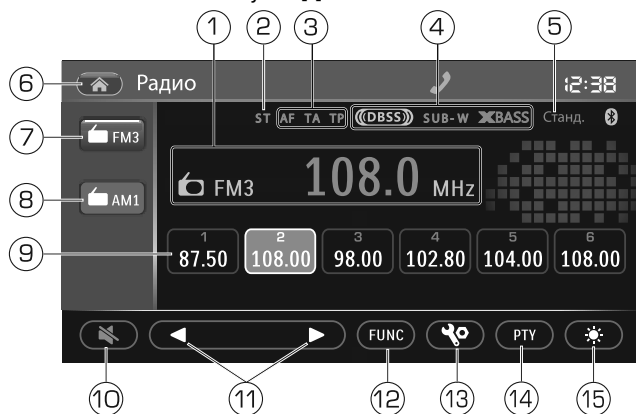 1 2 3 4 5
6 Радио 12:38
ST AF TA TP ((DBSS)) SUB-W XBASS Станд.
7 FM3
FM3 108.0 MHz
8 AM1
1 2 3 4 5 6
9 87.50 108.00 98.00 102.80 104.00 108.00
FUNC PTY
10 11 12 13 14 15